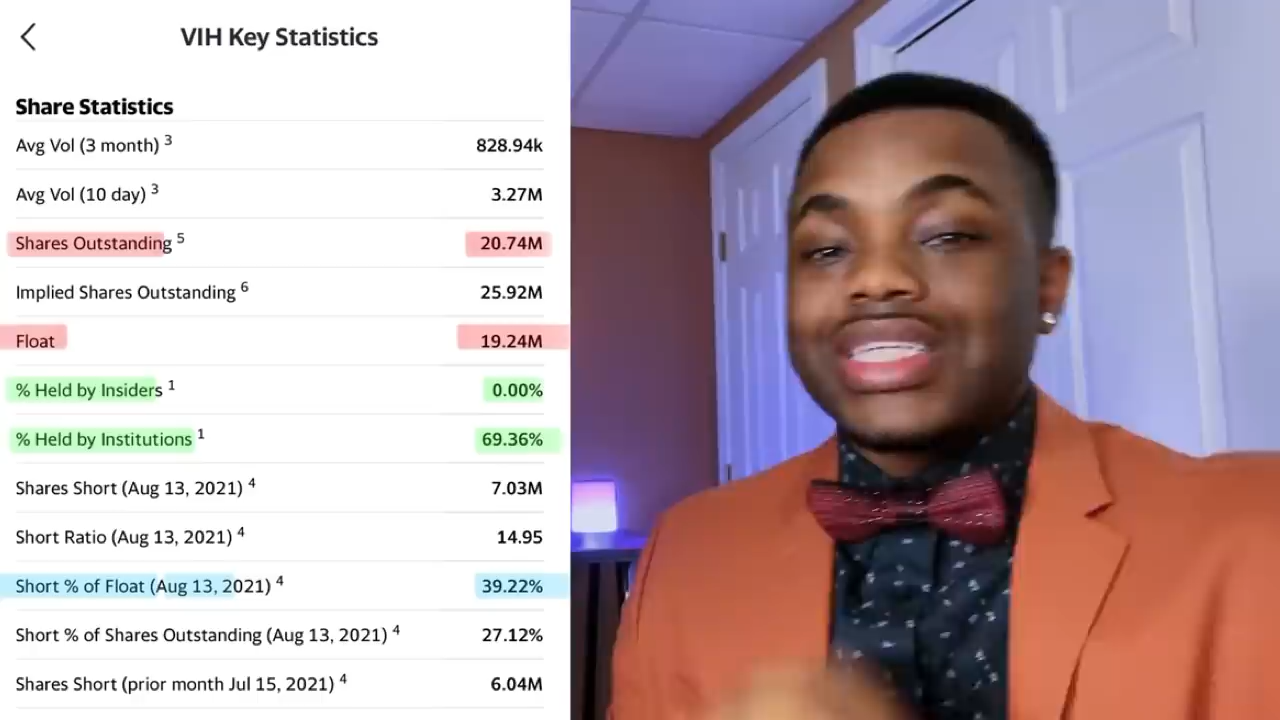 VIH Key Statistics
Share Statistics
Avg Vol (3 month) 3 828.94k
Avg Vol (10 day) 3 3.27M
Shares Outstanding 5 20.74M
Implied Shares Outstanding 6 25.92M
Float 19.24M
% Held by Insiders 1 0.00%
% Held by Institutions 1 69.36%
Shares Short (Aug 13, 2021) 4 7.03M
Short Ratio (Aug 13, 2021) 4 14.95
Short % of Float (Aug 13, 2021) 4 39.22%
Short % of Shares Outstanding (Aug 13, 2021) 4 27.12%
Shares Short (prior month Jul 15, 2021) 4 6.04M